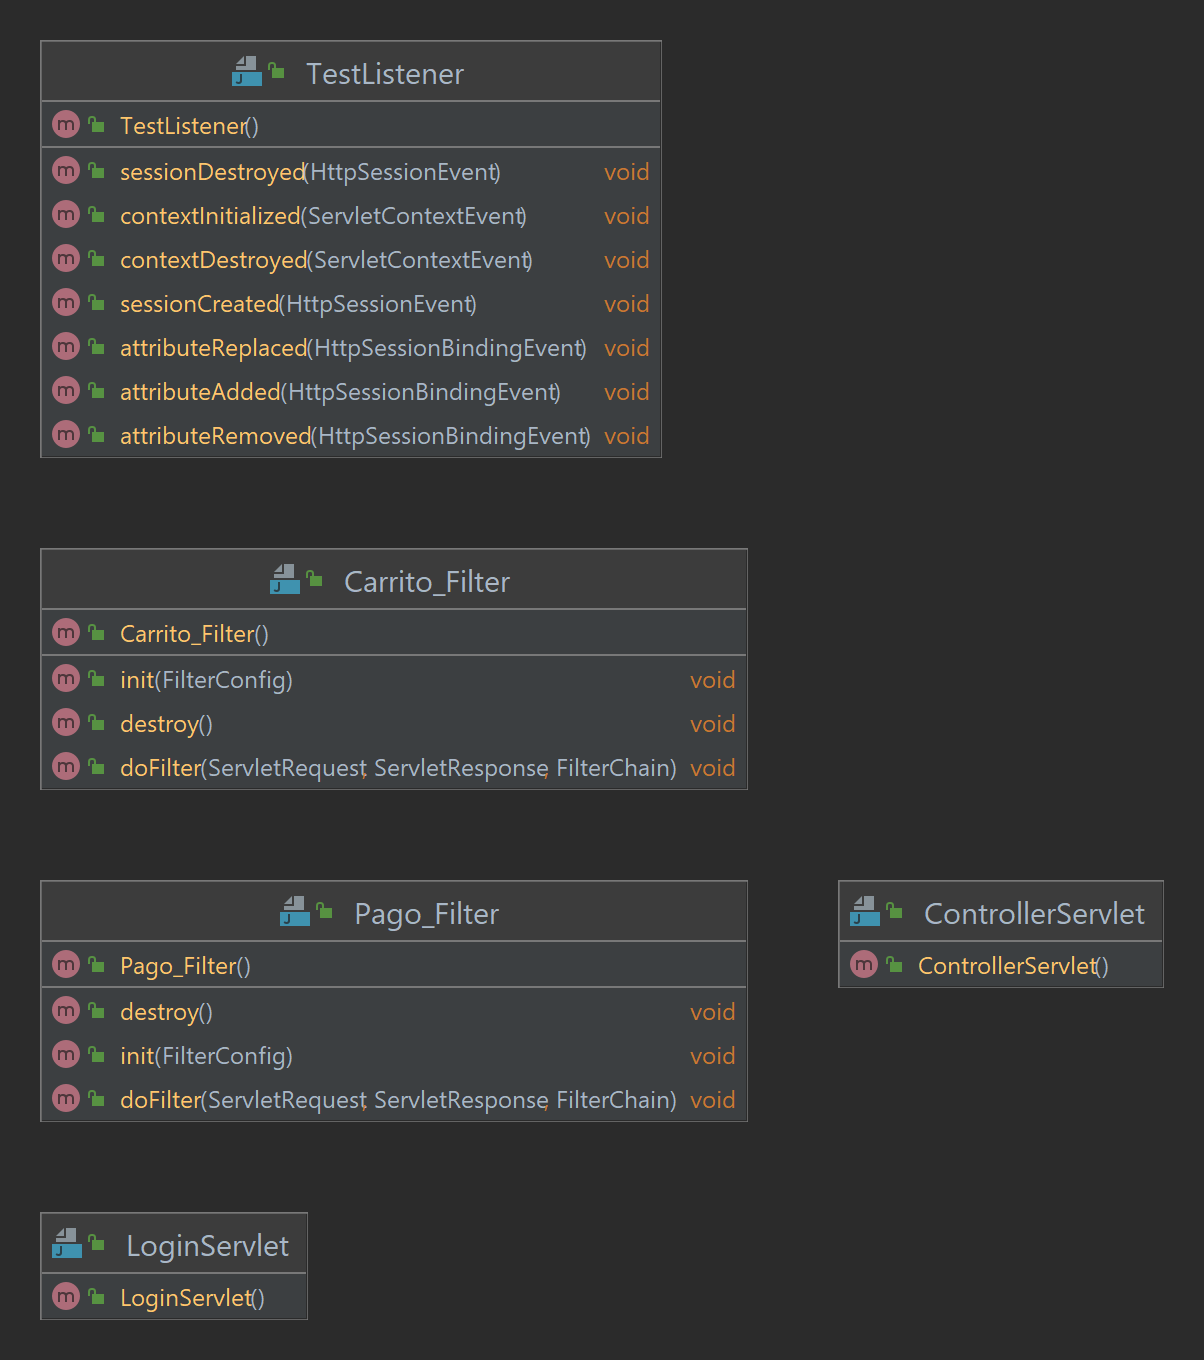 TestListener
TestListener()
sessionDestroyed(HttpSessionEvent) void
contextInitialized(ServletContextEvent) void
contextDestroyed(ServletContextEvent) void
sessionCreated(HttpSessionEvent) void
attributeReplaced(HttpSessionBindingEvent) void
attributeAdded(HttpSessionBindingEvent) void
attributeRemoved(HttpSessionBindingEvent) void
Carrito_Filter
Carrito_Filter()
init(FilterConfig) void
destroy() void
doFilter(ServletRequest, ServletResponse, FilterChain) void
Pago_Filter
Pago_Filter()
destroy() void
init(FilterConfig) void
doFilter(ServletRequest, ServletResponse, FilterChain) void
ControllerServlet
ControllerServlet()
LoginServlet
LoginServlet()